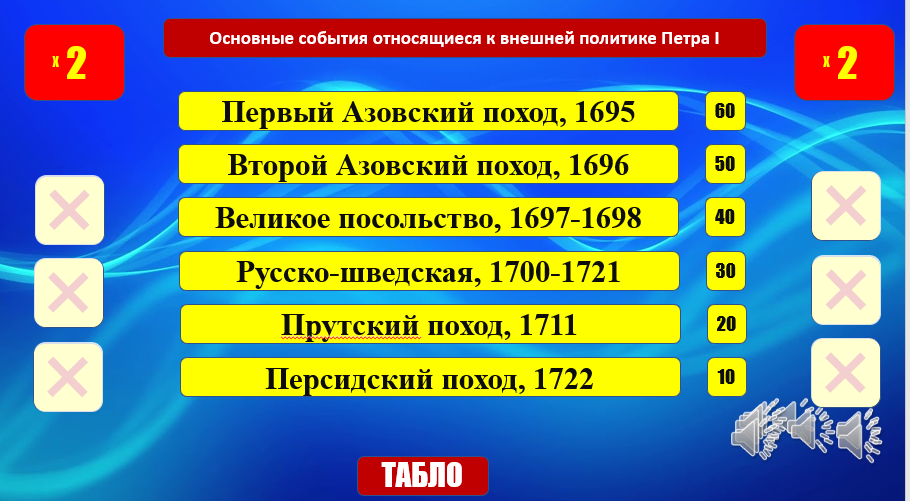 Основные события относящиеся к внешней политике Петра I
х 2
х 2
Первый Азовский поход, 1695
60
Второй Азовский поход, 1696
50
Великое посольство, 1697-1698
40
Русско-шведская, 1700-1721
30
Прутский поход, 1711
20
Персидский поход, 1722
10
ТАБЛО